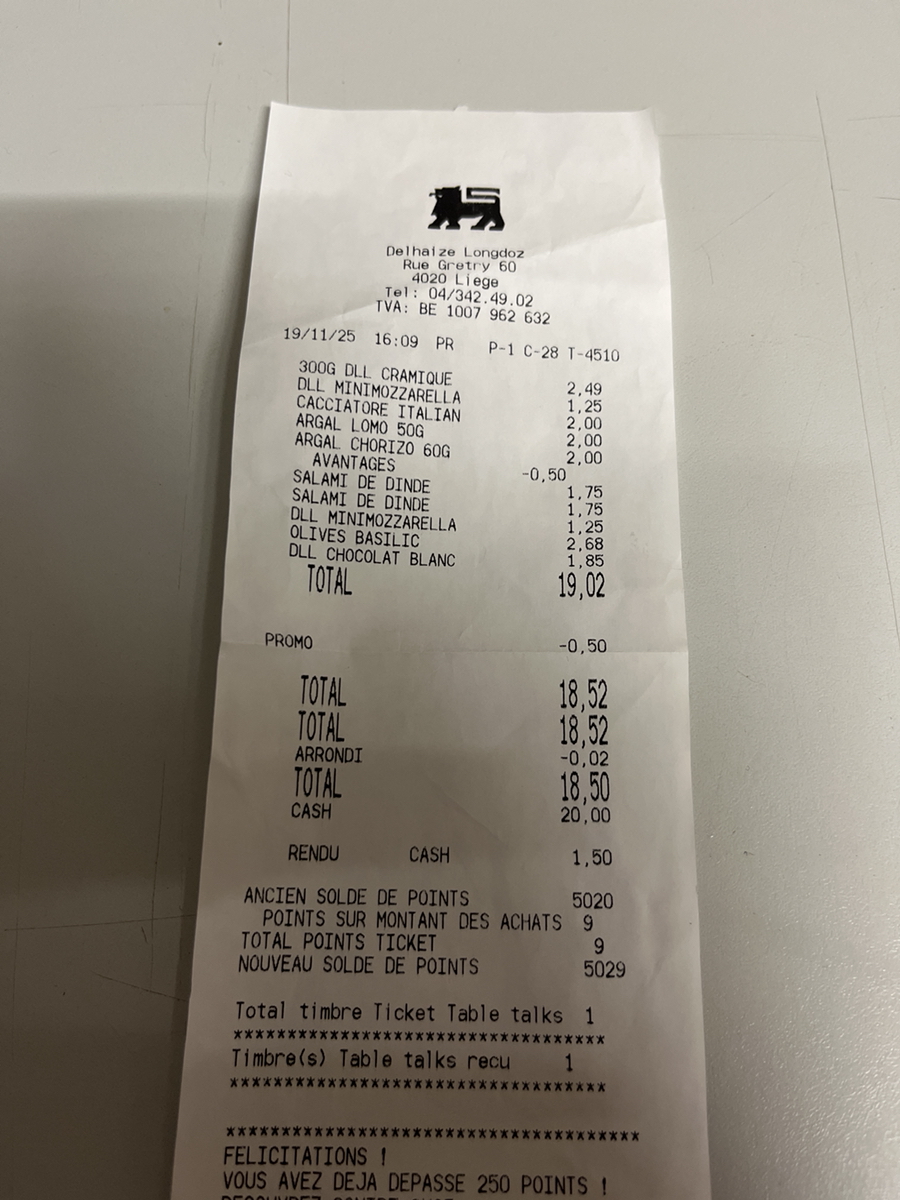 Delhaize Longdoz
Rue Gretry 60
4020 Liege
Tel: 04/342.49.02
TVA: BE 1007 962 632
19/11/25 16:09 PR P-1 C-28 T-4510
300G DLL CRAMIQUE 2,49
DLL MINIMOZZARELLA 1,25
CACCIATORE ITALIAN 2,00
ARGAL LOMO 50G 2,00
ARGAL CHORIZO 60G 2,00
AVANTAGES -0,50
SALAMI DE DINDE 1,75
SALAMI DE DINDE 1,75
DLL MINIMOZZARELLA 1,25
OLIVES BASILIC 2,68
DLL CHOCOLAT BLANC 1,85
TOTAL 19,02
PROMO -0,50
TOTAL 18,52
TOTAL 18,52
ARRONDI -0,02
TOTAL 18,50
CASH 20,00
RENDU CASH 1,50
ANCIEN SOLDE DE POINTS 5020
POINTS SUR MONTANT DES ACHATS 9
TOTAL POINTS TICKET 9
NOUVEAU SOLDE DE POINTS 5029
Total timbre Ticket Table talks 1
***********************************
Timbre(s) Table talks recu 1
***********************************
***************************************
FELICITATIONS !
VOUS AVEZ DEJA DEPASSE 250 POINTS !